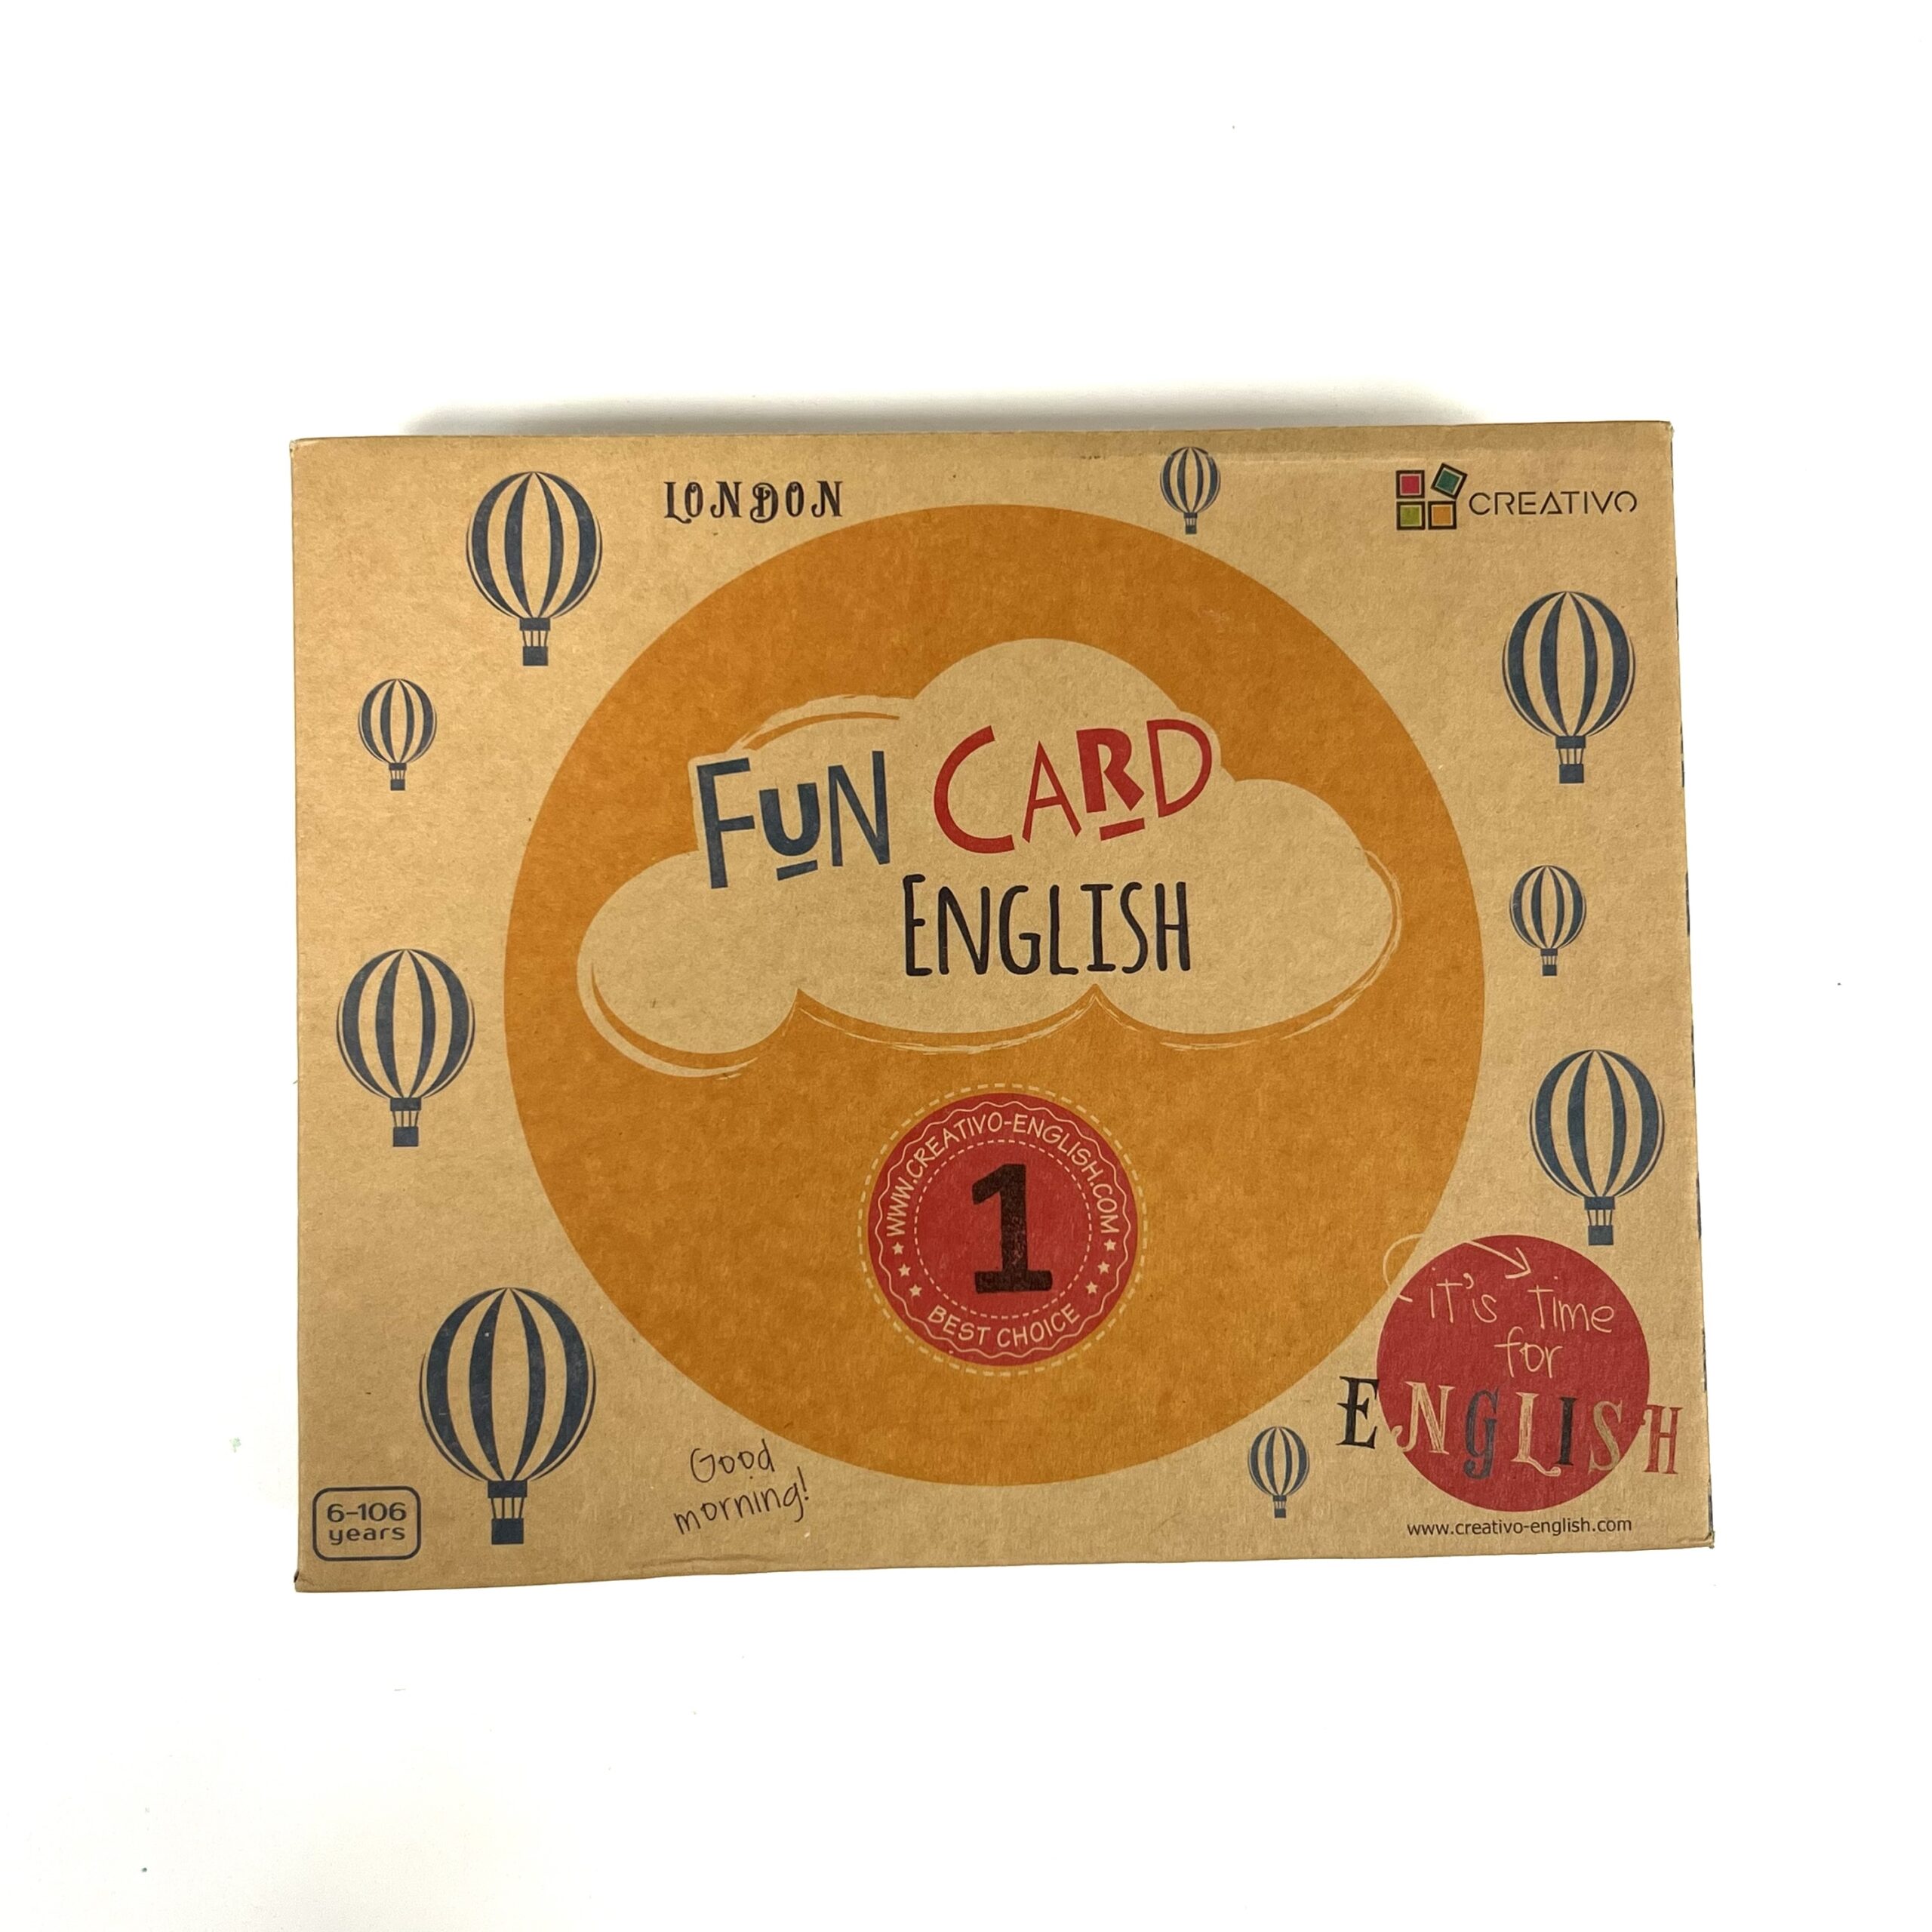 LONDON
CREATIVO
FUN CARD
ENGLISH
WWW.CREATIVO-ENGLISH.COM
1
BEST CHOICE
it's time
for
ENGLISH
www.creativo-english.com
Good
morning!
6-106
years